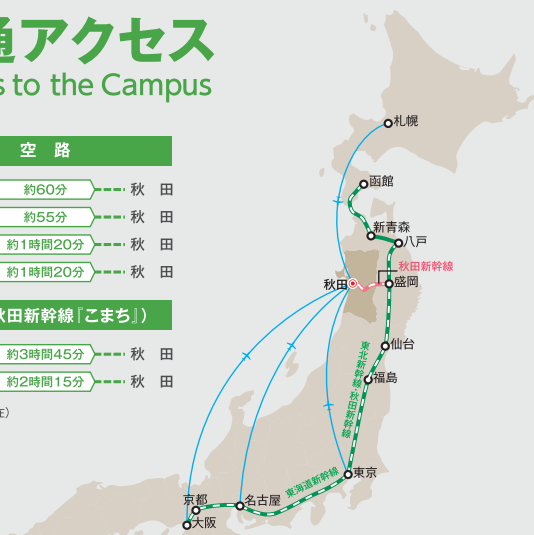 通アクセス
s to the Campus
空 路
約60分 秋 田
約55分 秋 田
約1時間20分 秋 田
約1時間20分 秋 田
秋田新幹線『こまち』）
約3時間45分 秋 田
約2時間15分 秋 田
在）
札幌
函館
新青森
八戸
秋田新幹線
秋田
盛岡
仙台
東北新幹線・秋田新幹線
福島
東京
東海道新幹線
京都
名古屋
大阪